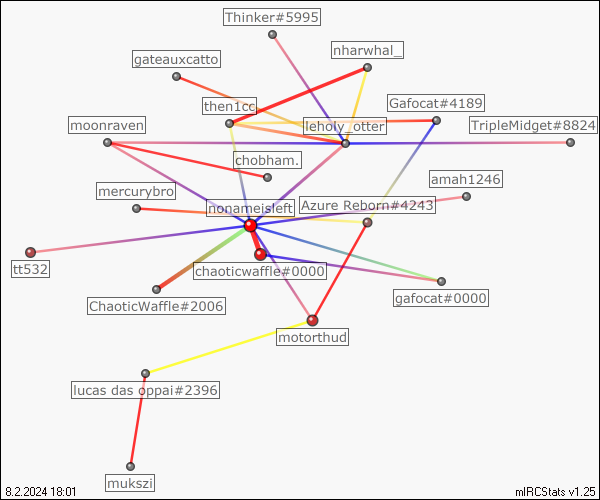 Thinker#5995
nharwhal_
gateauxcatto
then1cc
Gafocat#4189
moonraven
leholy_otter
TripleMidget#8824
chobham.
mercurybro
amah1246
nonameisleft
Azure Reborn#4243
tt532
chaoticwaffle#0000
ChaoticWaffle#2006
gafocat#0000
motorthud
lucas das oppai#2396
mukszi
8.2.2024 18:01
mIRCStats v1.25